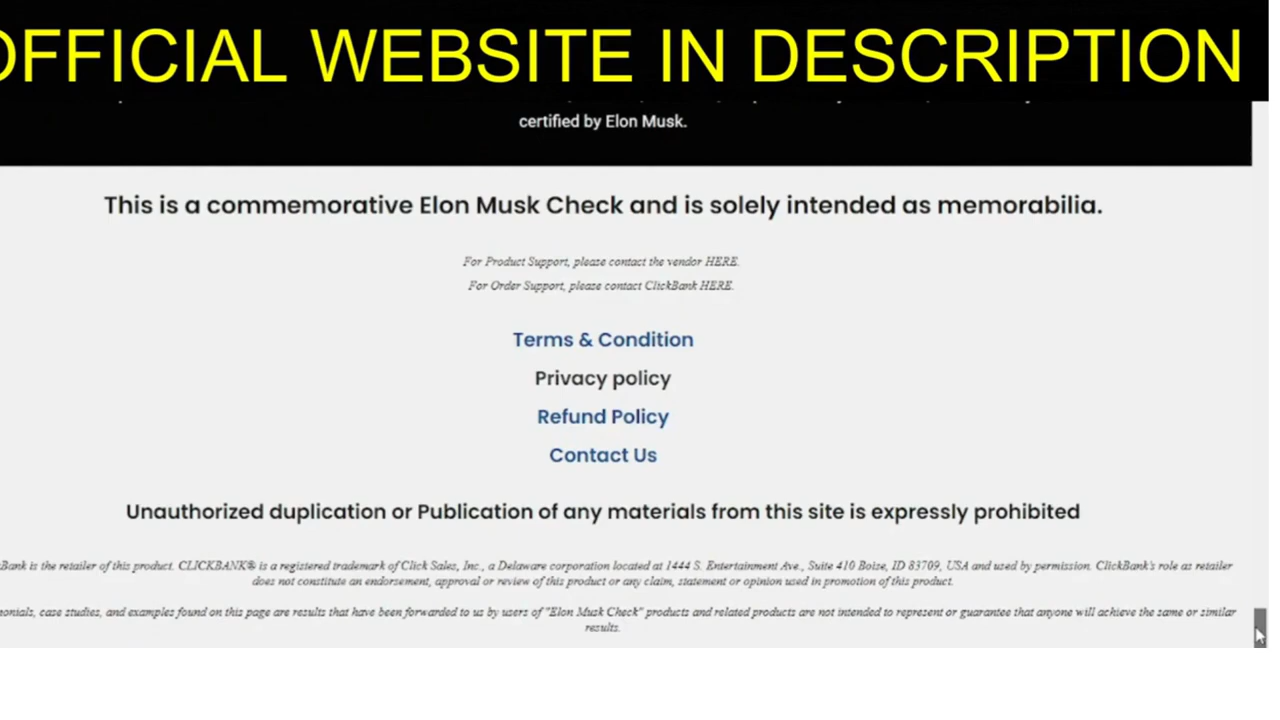 OFFICIAL WEBSITE IN DESCRIPTION
certified by Elon Musk.
This is a commemorative Elon Musk Check and is solely intended as memorabilia.
For Product Support, please contact the vendor HERE.
For Order Support, please contact ClickBank HERE.
Terms & Condition
Privacy policy
Refund Policy
Contact Us
Unauthorized duplication or Publication of any materials from this site is expressly prohibited
Bank is the retailer of this product. CLICKBANK® is a registered trademark of Click Sales, Inc., a Delaware corporation located at 1444 S. Entertainment Ave., Suite 410 Boise, ID 83709, USA and used by permission. ClickBank's role as retailer
does not constitute an endorsement, approval or review of this product or any claim, statement or opinion used in promotion of this product.
monials, case studies, and examples found on this page are results that have been forwarded to us by users of "Elon Musk Check" products and related products are not intended to represent or guarantee that anyone will achieve the same or similar
results.